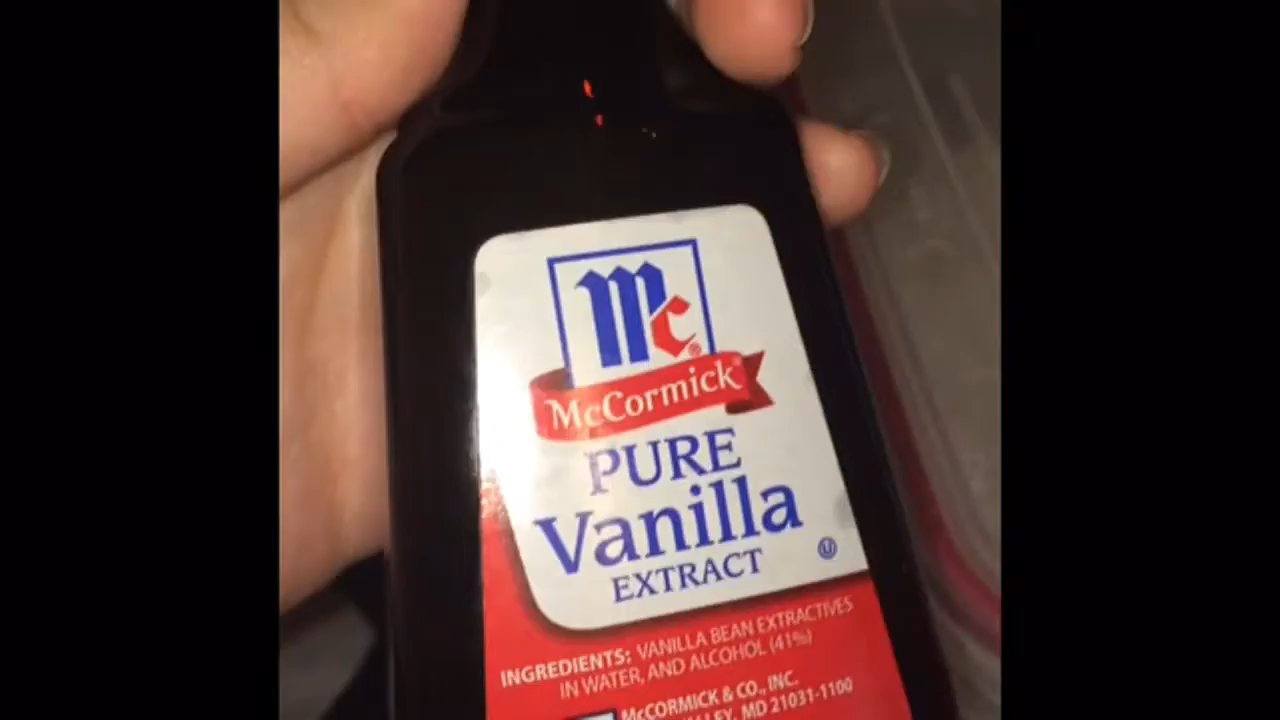 Mc®
McCormick®
PURE
Vanilla
EXTRACT
U
INGREDIENTS: VANILLA BEAN EXTRACTIVES
IN WATER, AND ALCOHOL (41%)
McCORMICK & CO., INC.
MD 21031-1100